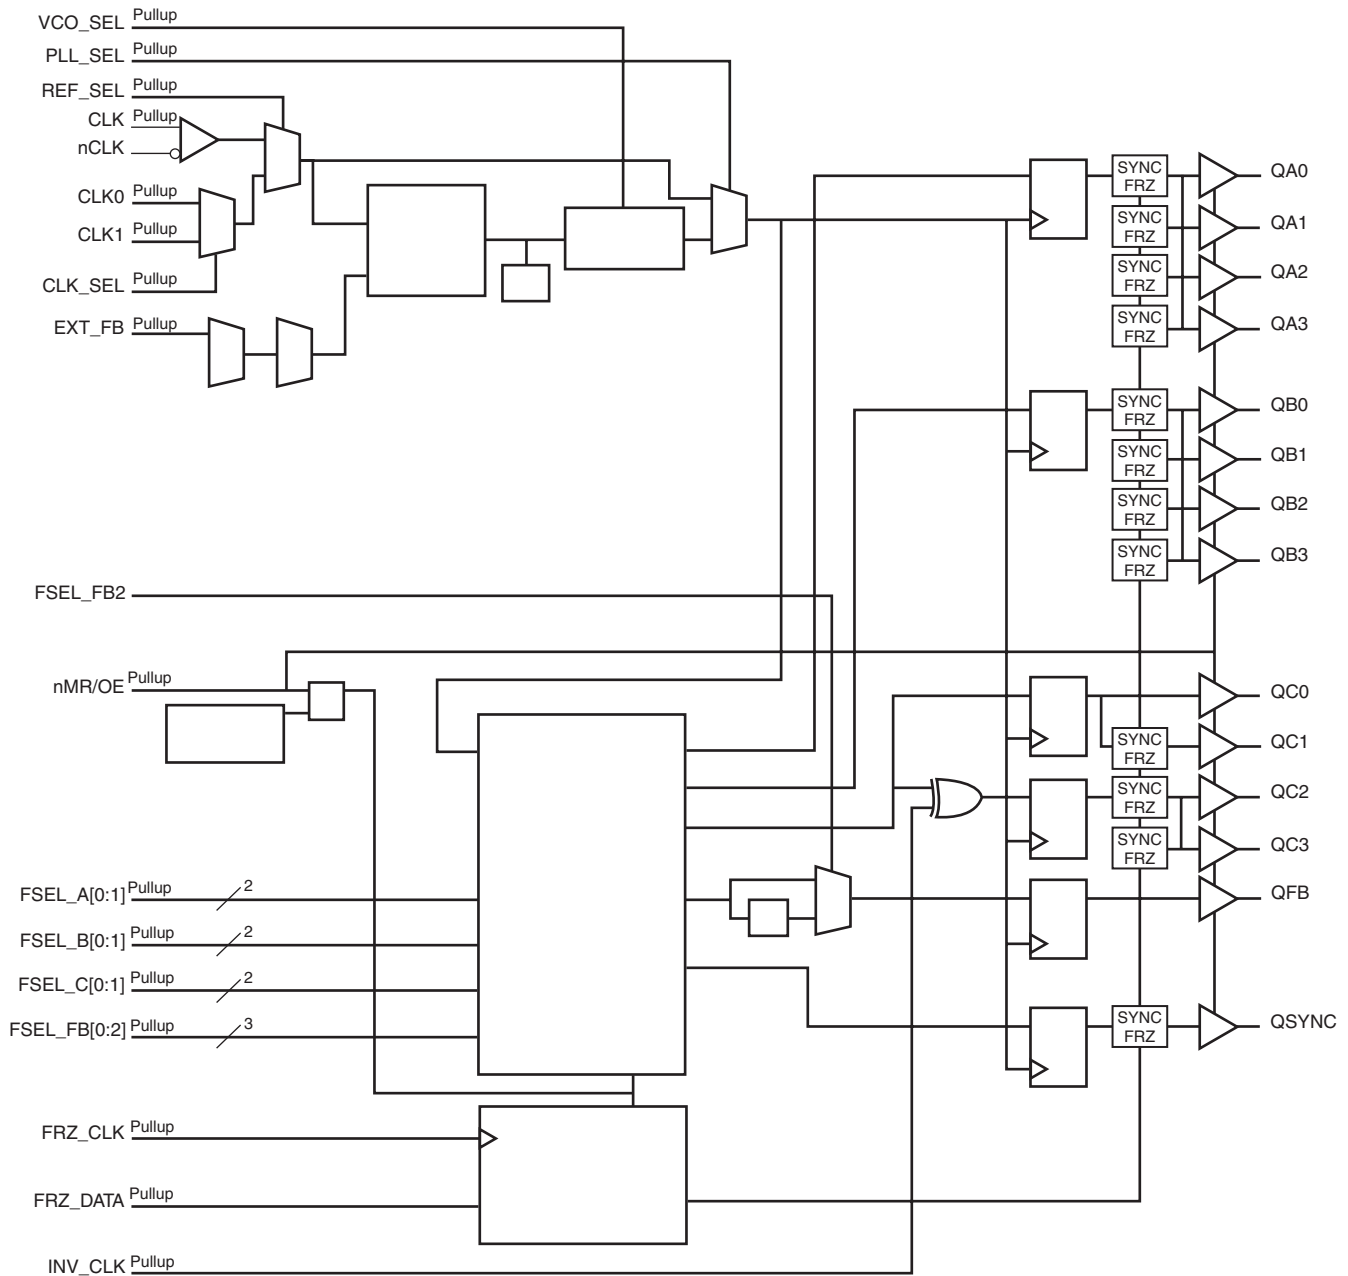 VCO_SEL Pullup
PLL_SEL Pullup
REF_SEL Pullup
CLK Pullup
nCLK
CLK0 Pullup
CLK1 Pullup
CLK_SEL Pullup
EXT_FB Pullup
SYNC
FRZ
QA0
SYNC
FRZ
QA1
SYNC
FRZ
QA2
SYNC
FRZ
QA3
SYNC
FRZ
QB0
SYNC
FRZ
QB1
SYNC
FRZ
QB2
SYNC
FRZ
QB3
FSEL_FB2
nMR/OE Pullup
QC0
SYNC
FRZ
QC1
SYNC
FRZ
QC2
SYNC
FRZ
QC3
FSEL_A[0:1] Pullup 2
QFB
FSEL_B[0:1] Pullup 2
FSEL_C[0:1] Pullup 2
FSEL_FB[0:2] Pullup 3
SYNC
FRZ
QSYNC
FRZ_CLK Pullup
FRZ_DATA Pullup
INV_CLK Pullup